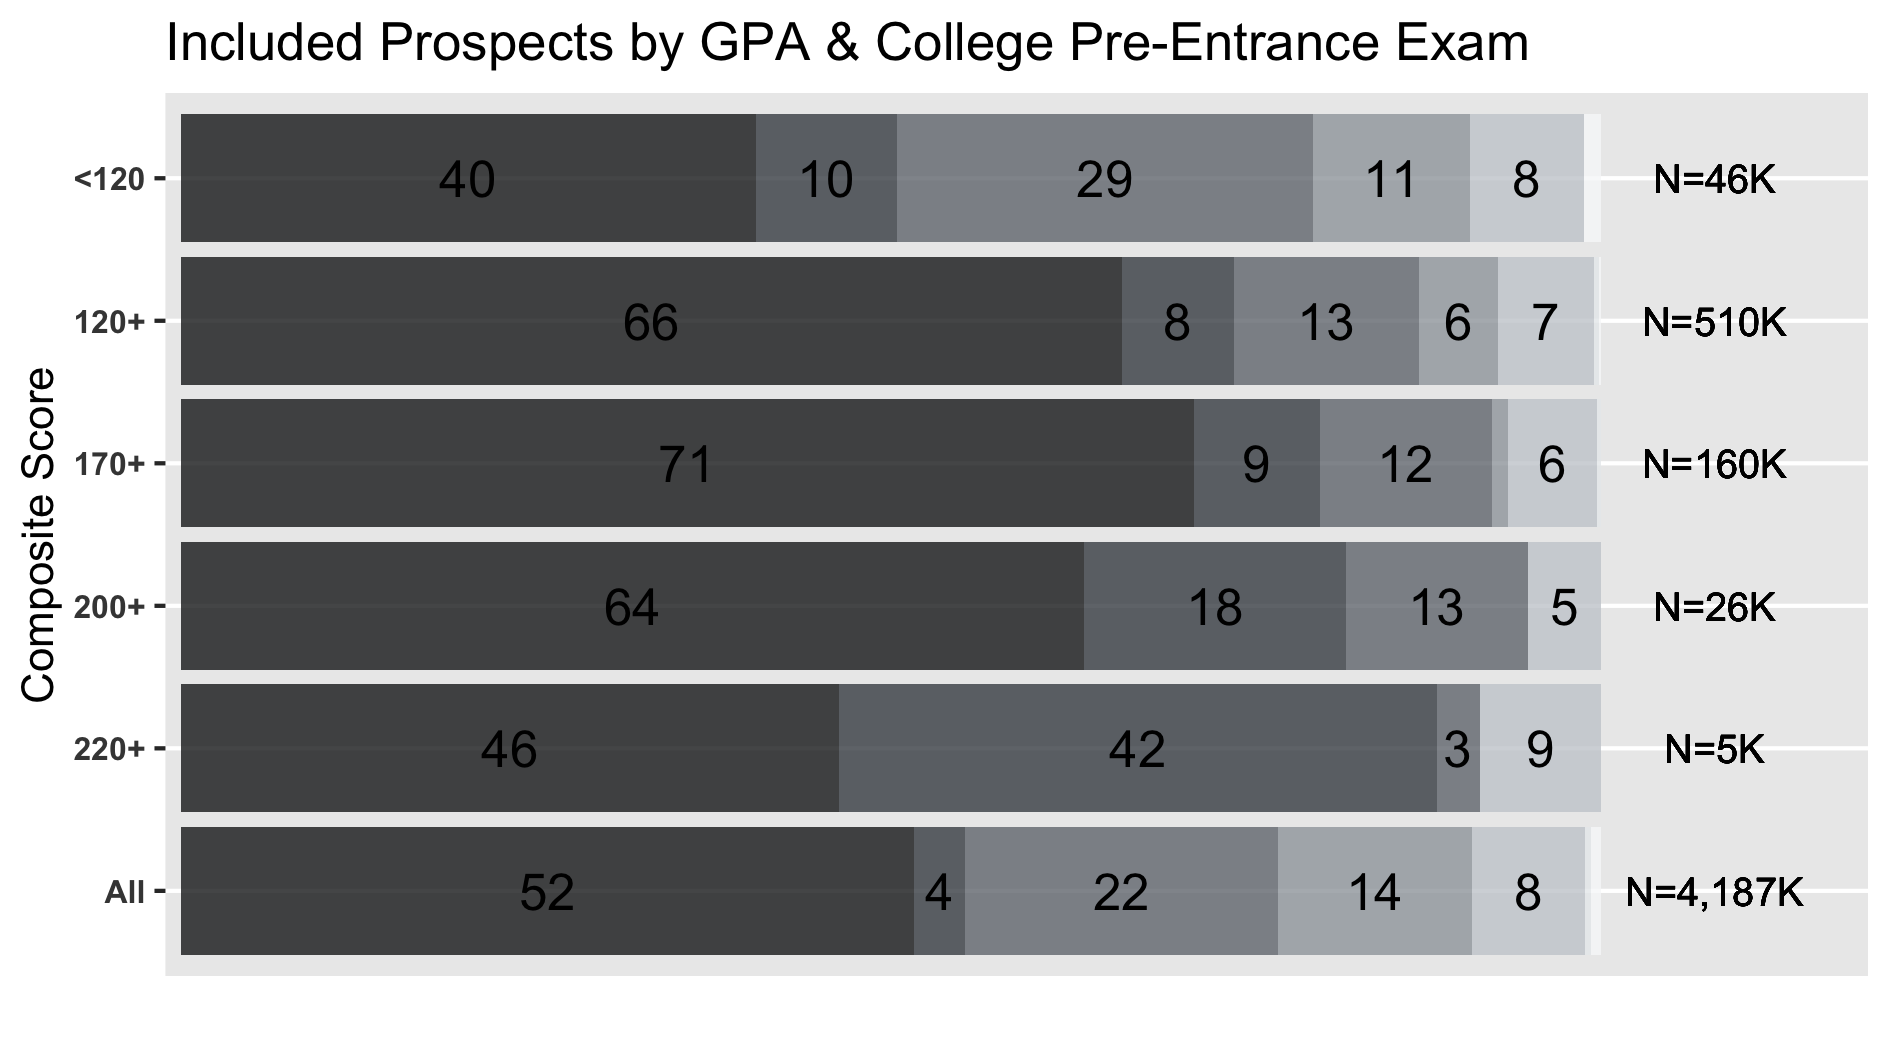 Included Prospects by GPA & College Pre-Entrance Exam
Composite Score
<120 40 10 29 11 8 N=46K
120+ 66 8 13 6 7 N=510K
170+ 71 9 12 6 N=160K
200+ 64 18 13 5 N=26K
220+ 46 42 3 9 N=5K
All 52 4 22 14 8 N=4,187K